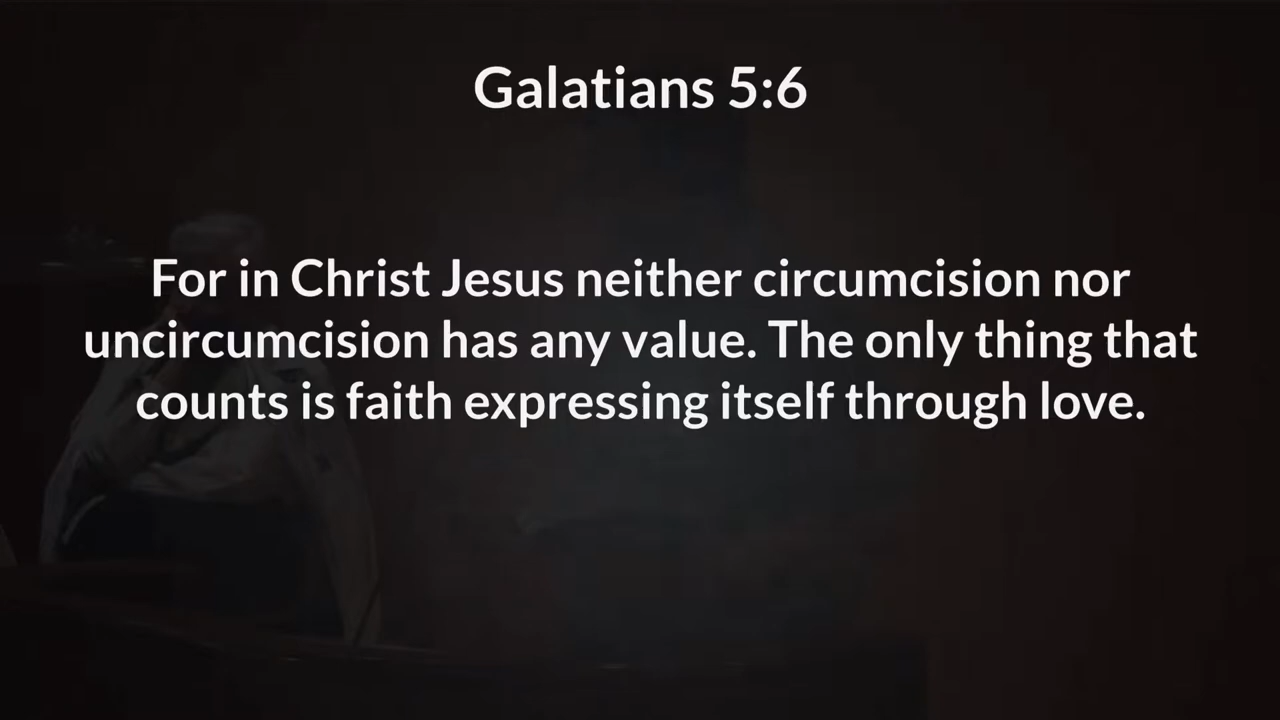 Galatians 5:6
For in Christ Jesus neither circumcision nor
uncircumcision has any value. The only thing that
counts is faith expressing itself through love.